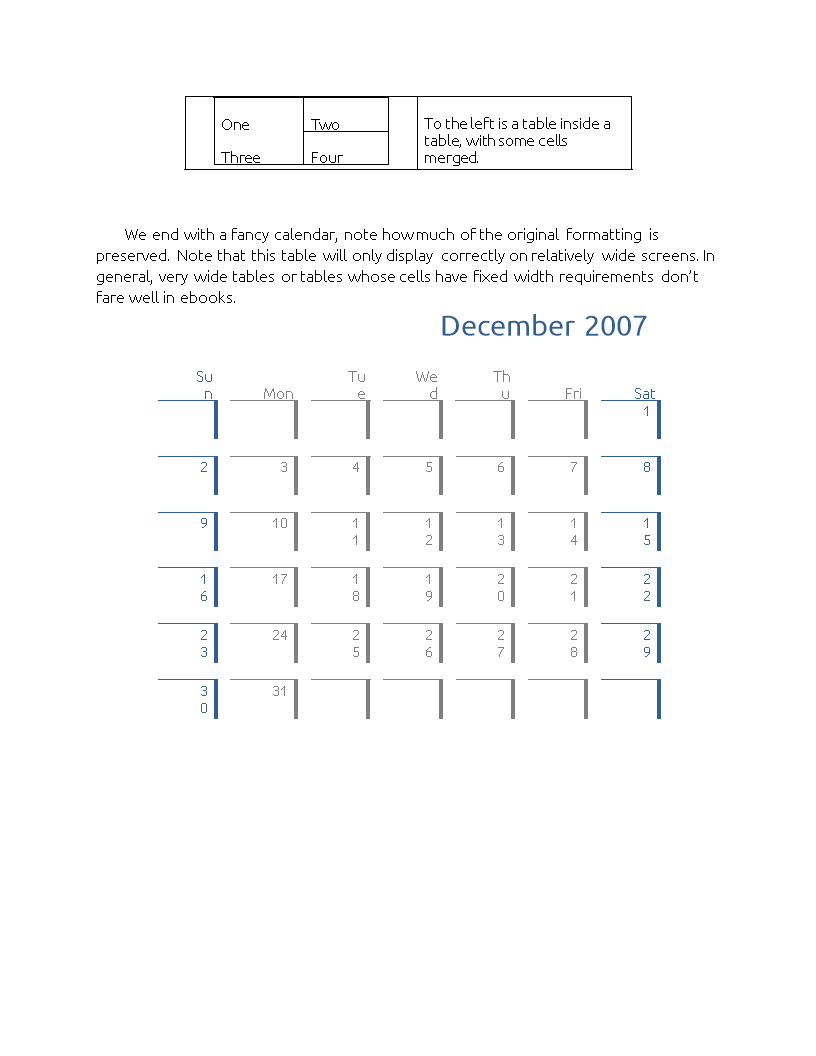 One Two To the left is a table inside a
table, with some cells
Three Four merged.
We end with a fancy calendar, note how much of the original formatting is
preserved. Note that this table will only display correctly on relatively wide screens. In
general, very wide tables or tables whose cells have fixed width requirements don’t
fare well in ebooks.
December 2007
Su Tu We Th
n Mon e d u Fri Sat
1
2 3 4 5 6 7 8
9 10 1 1 1 1 1
1 2 3 4 5
1 17 1 1 2 2 2
6 8 9 0 1 2
2 24 2 2 2 2 2
3 5 6 7 8 9
3 31
0